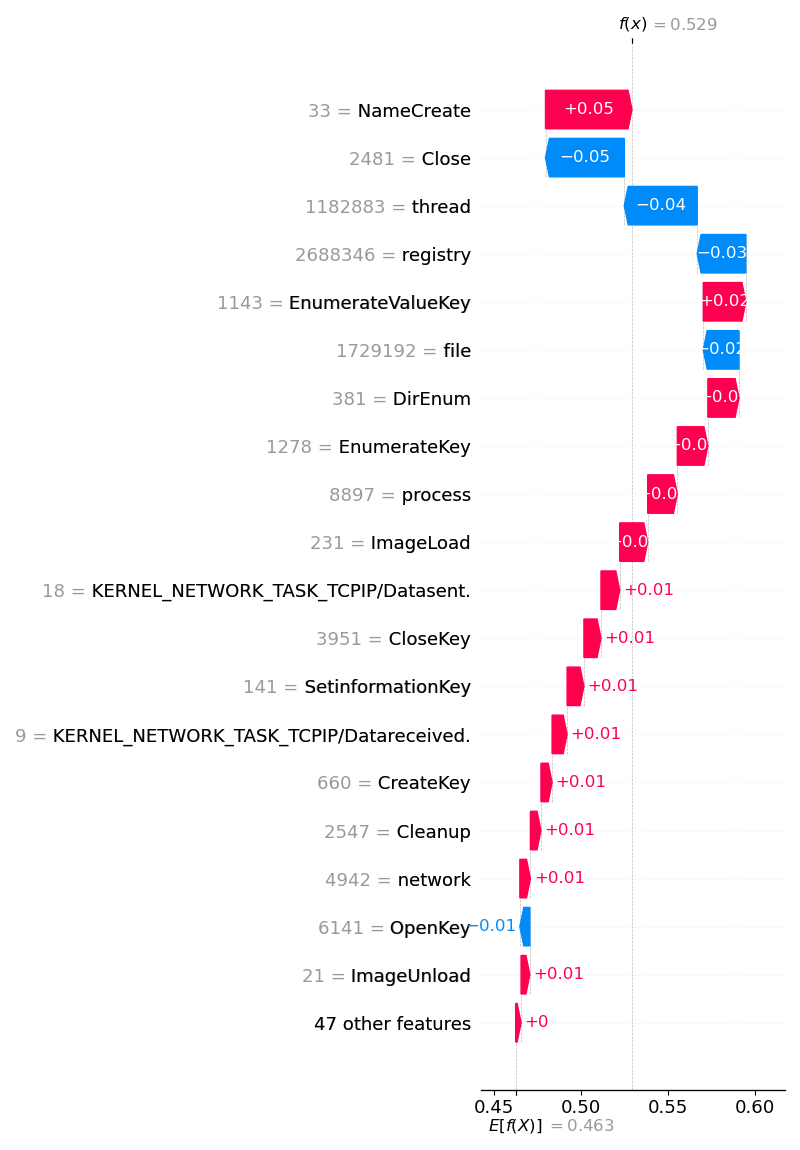 f(x) = 0.529
33 = NameCreate +0.05
2481 = Close −0.05
1182883 = thread −0.04
2688346 = registry −0.03
1143 = EnumerateValueKey +0.02
1729192 = file −0.02
381 = DirEnum
1278 = EnumerateKey
8897 = process
231 = ImageLoad
18 = KERNEL_NETWORK_TASK_TCPIP/Datasent. +0.01
3951 = CloseKey +0.01
141 = SetinformationKey +0.01
9 = KERNEL_NETWORK_TASK_TCPIP/Datareceived. +0.01
660 = CreateKey +0.01
2547 = Cleanup +0.01
4942 = network +0.01
6141 = OpenKey −0.01
21 = ImageUnload +0.01
47 other features +0
0.45 0.50 0.55 0.60
E[f(X)] = 0.463